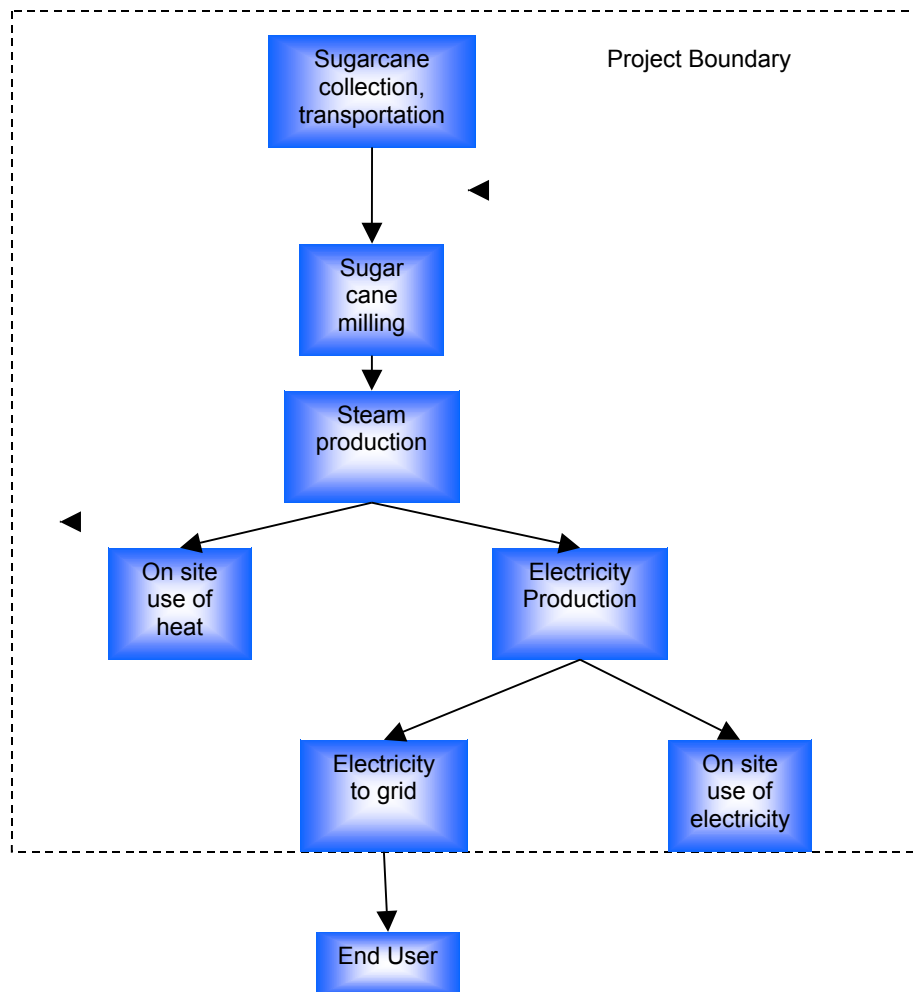 Project Boundary
Sugarcane
collection,
transportation
Sugar
cane
milling
Steam
production
On site
use of
heat
Electricity
Production
Electricity
to grid
On site
use of
electricity
End User